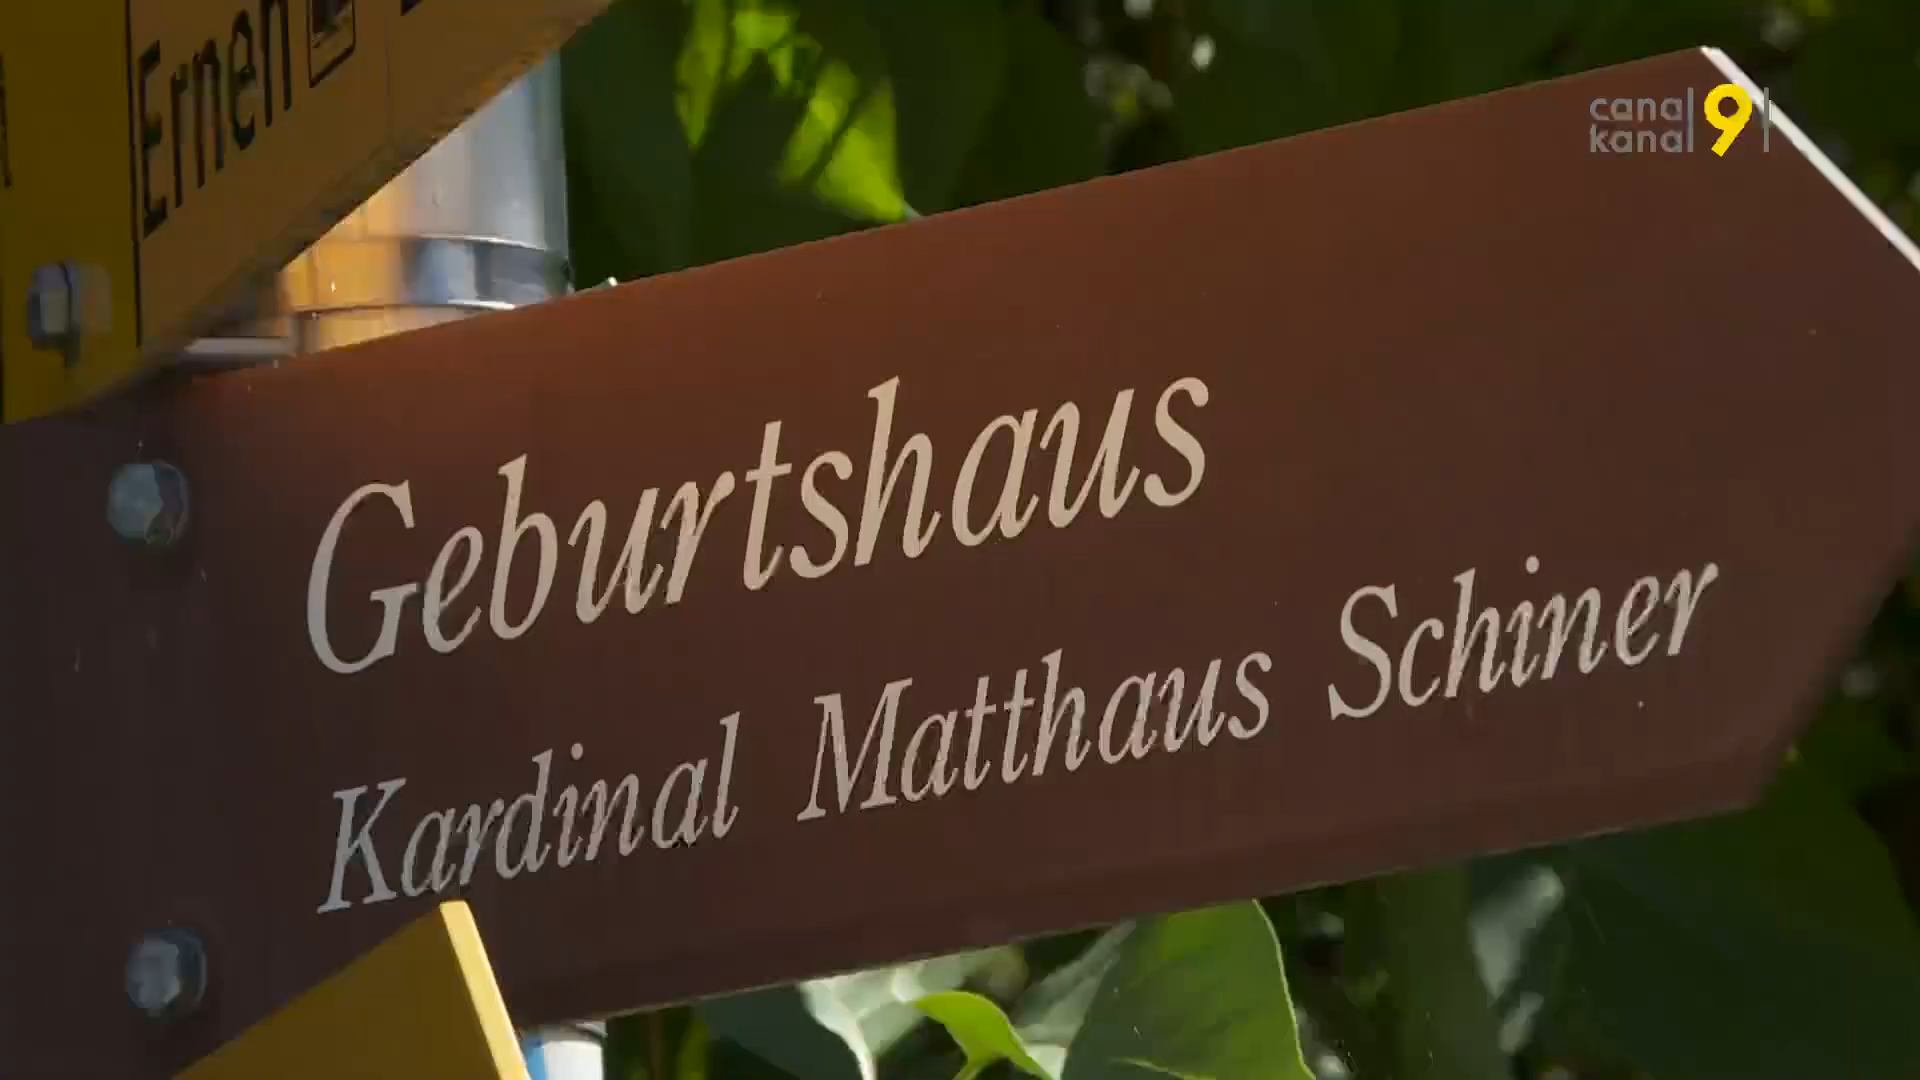 Ernen
canal 9
kanal
Geburtshaus
Kardinal Matthaus Schiner